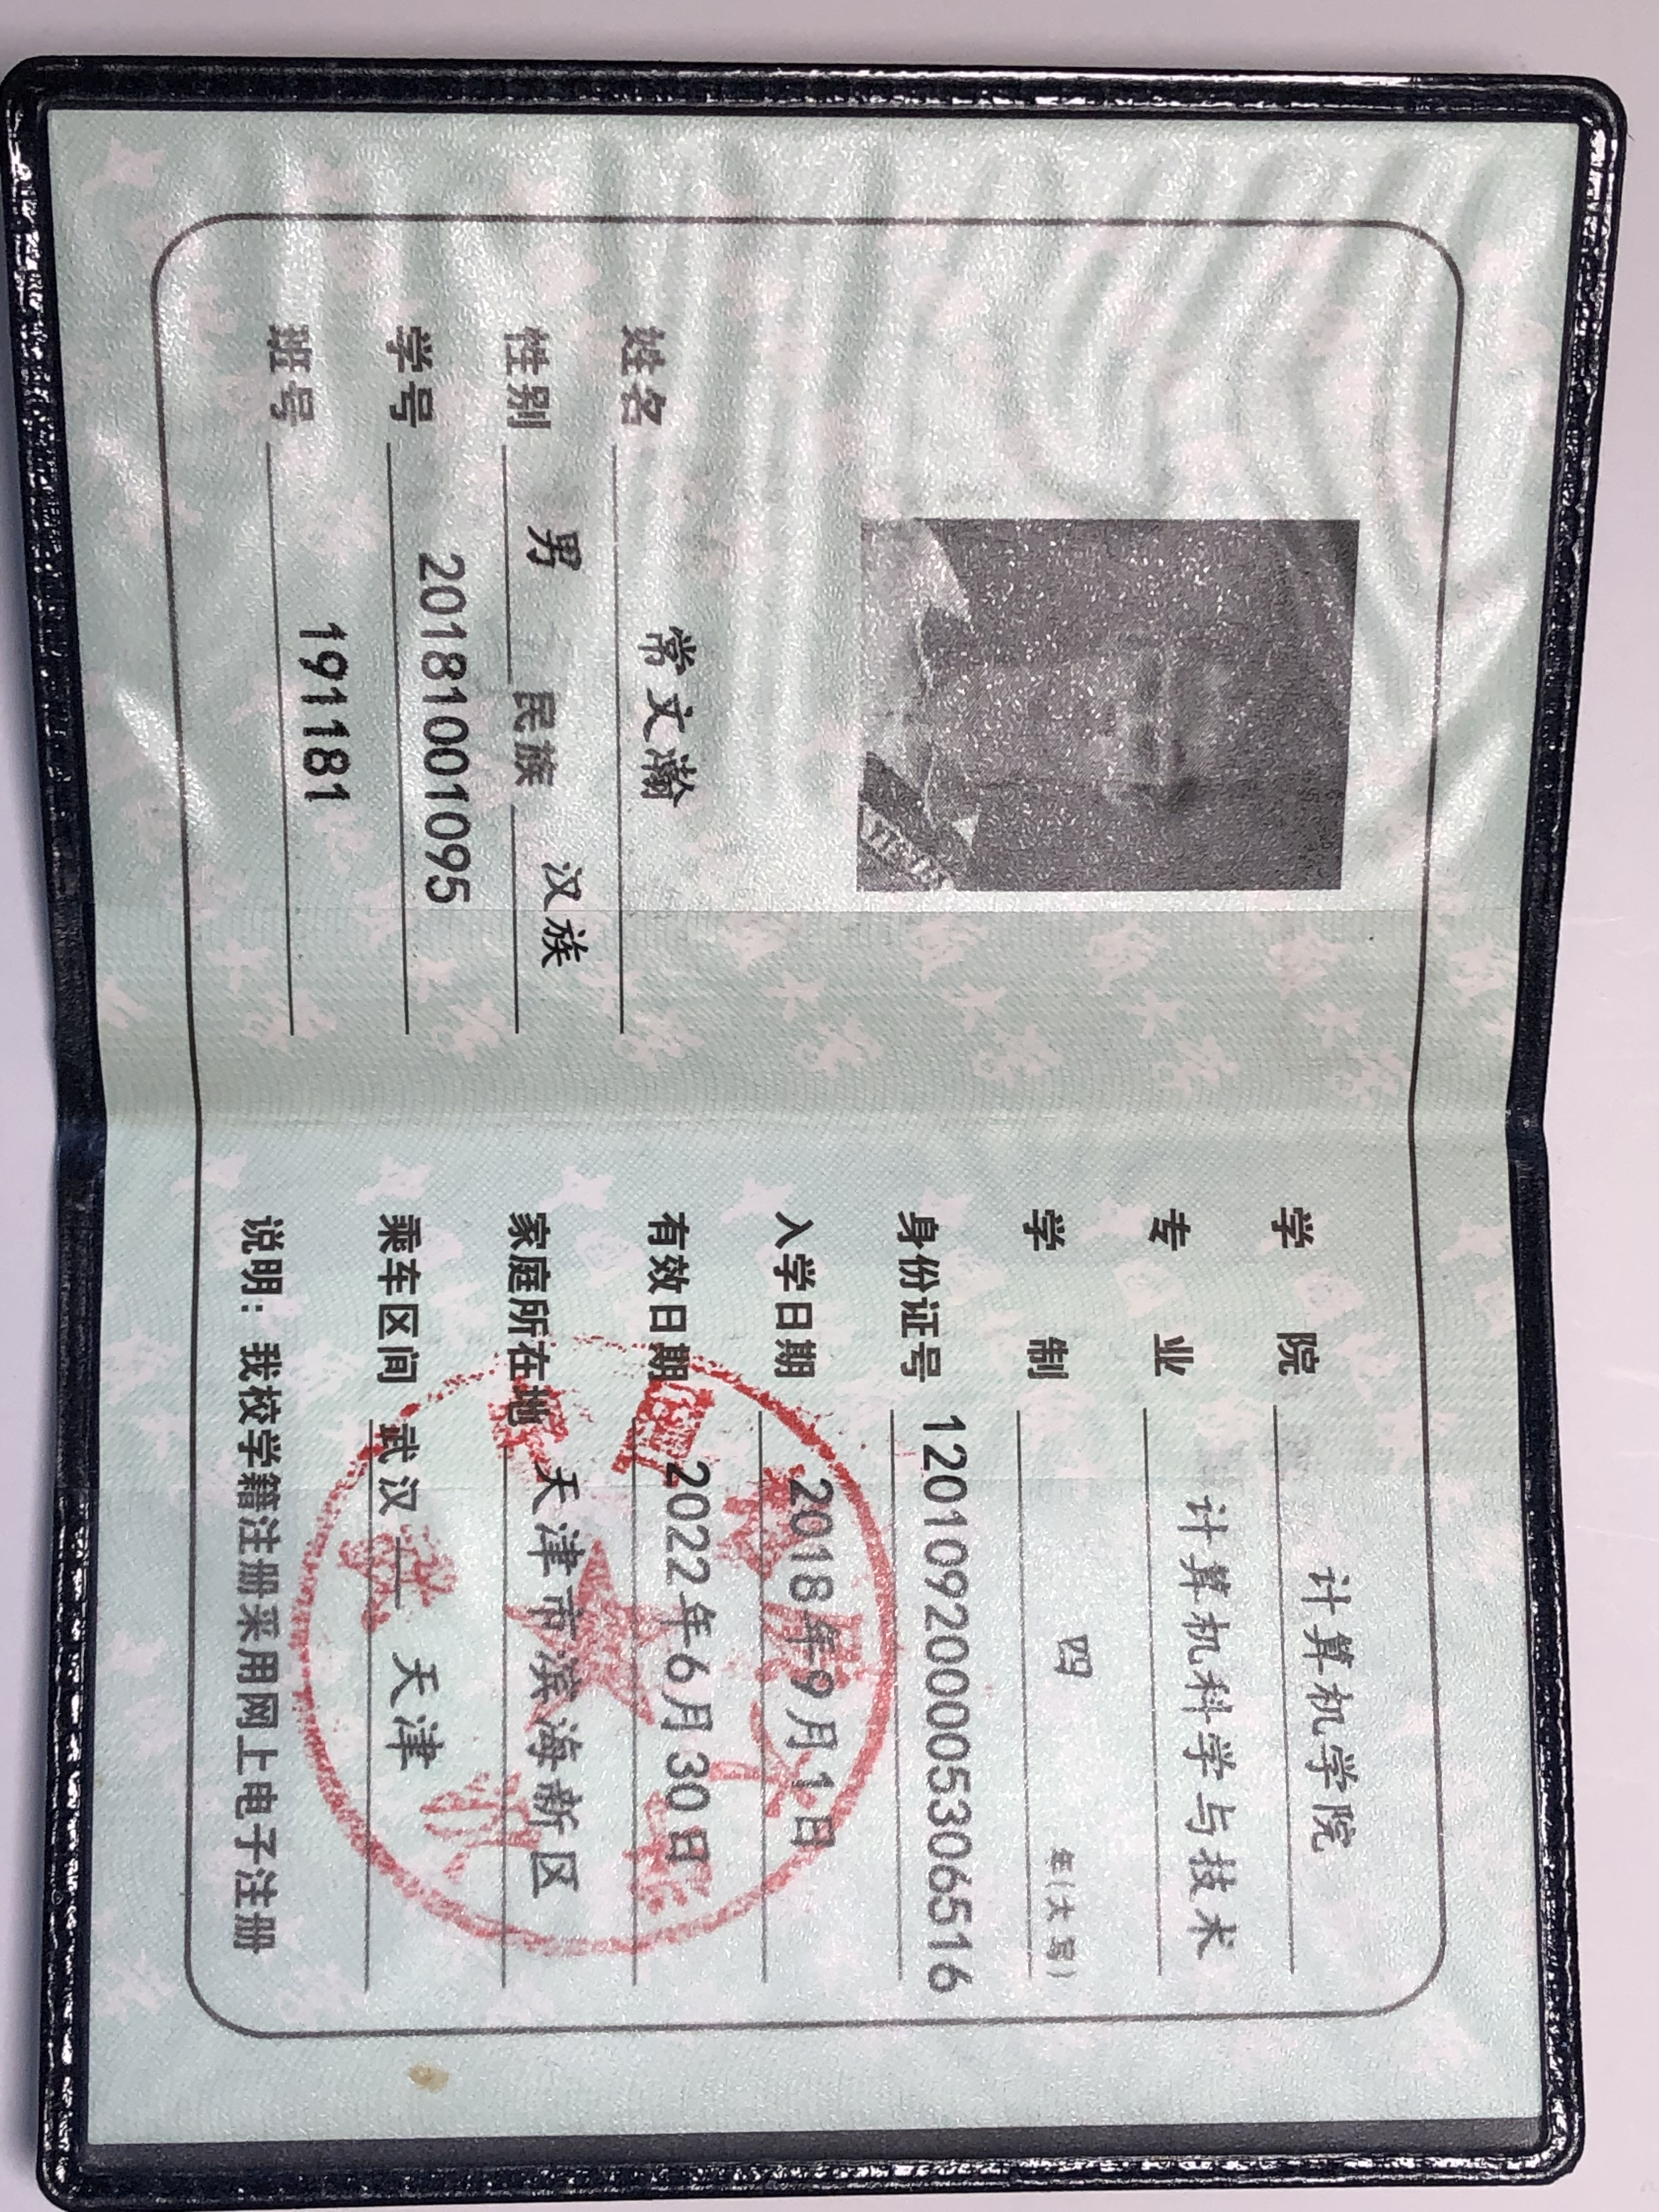 姓名 常文瀚
性别 男 民族 汉族
学号 20181001095
班号 191181
学院 计算机学院
专业 计算机科学与技术
学制 四 年(大写)
身份证号 120109200005306516
入学日期 2018年9月1日
有效日期 2022年6月30日
家庭所在地 天津市滨海新区
乘车区间 武汉——天津
说明：我校学籍注册采用网上电子注册